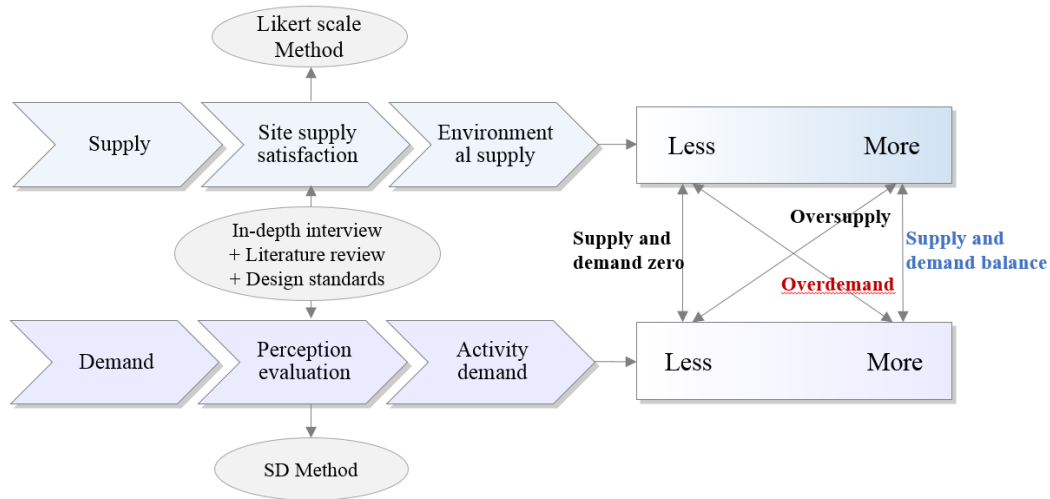 Likert scale
Method
Supply
Site supply
satisfaction
Environment
al supply
Less
More
In-depth interview
+ Literature review
+ Design standards
Supply and
demand zero
Oversupply
Overdemand
Supply and
demand balance
Demand
Perception
evaluation
Activity
demand
Less
More
SD Method